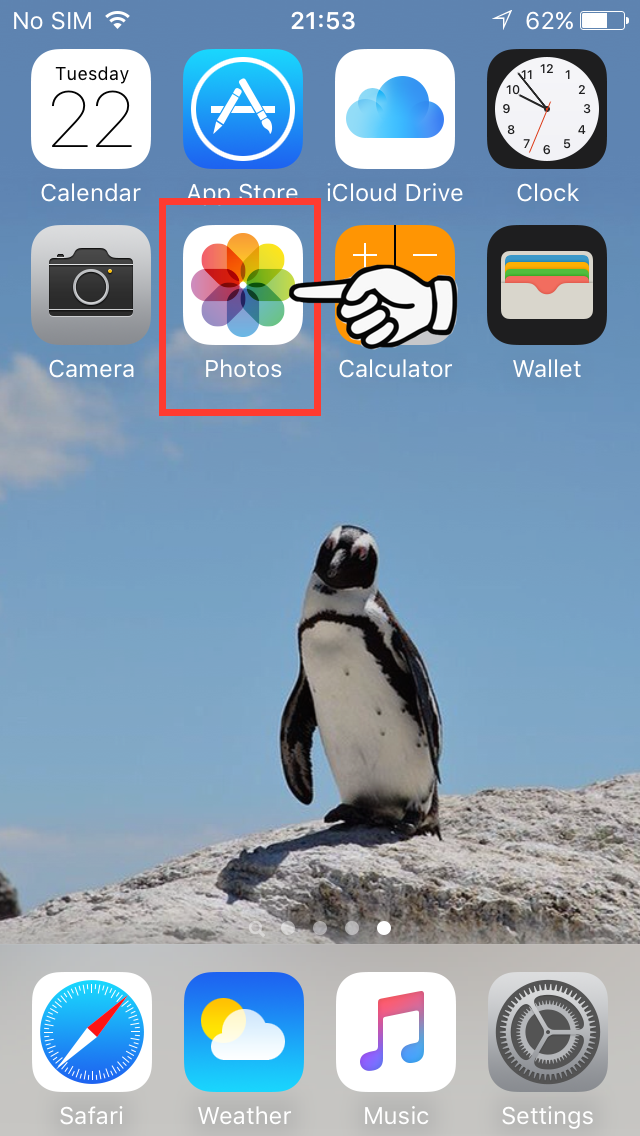 No SIM 21:53 62%
Tuesday
22
12
11 1
10 2
9 3
8 4
7 5
6
Calendar App Store iCloud Drive Clock
Camera Photos Calculator Wallet
Safari Weather Music Settings